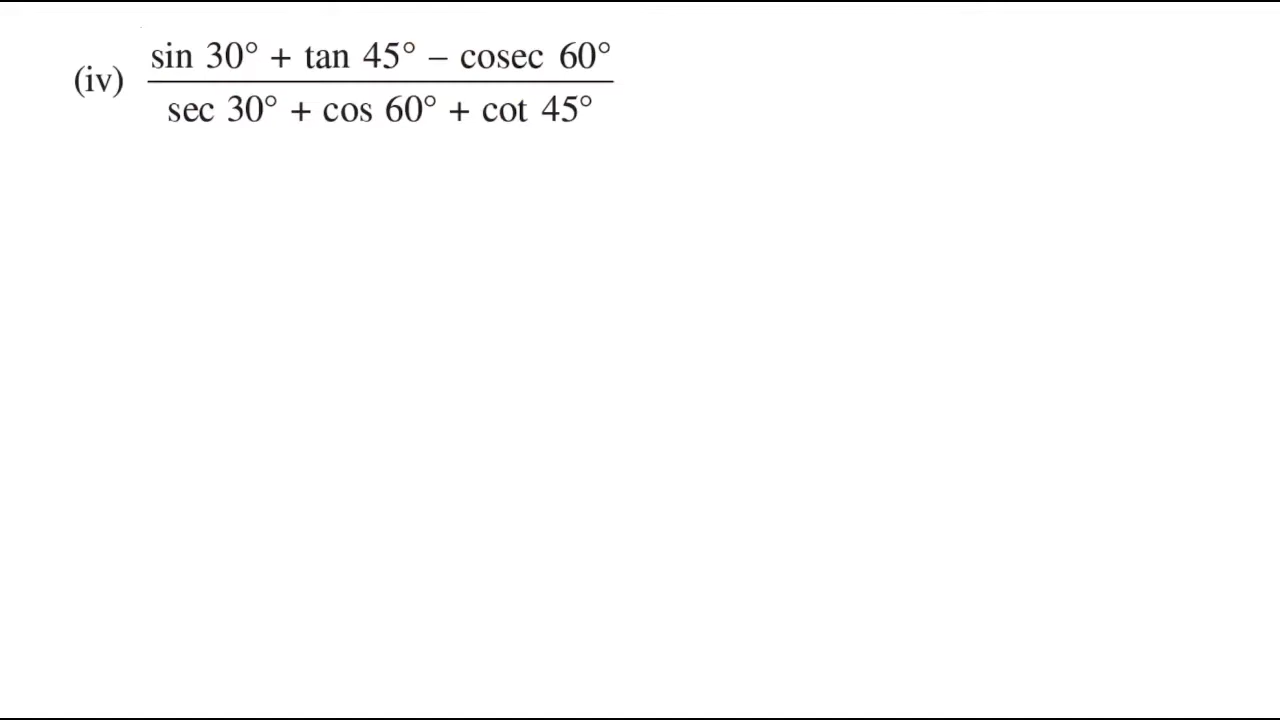 (iv) sin 30° + tan 45° – cosec 60°
sec 30° + cos 60° + cot 45°